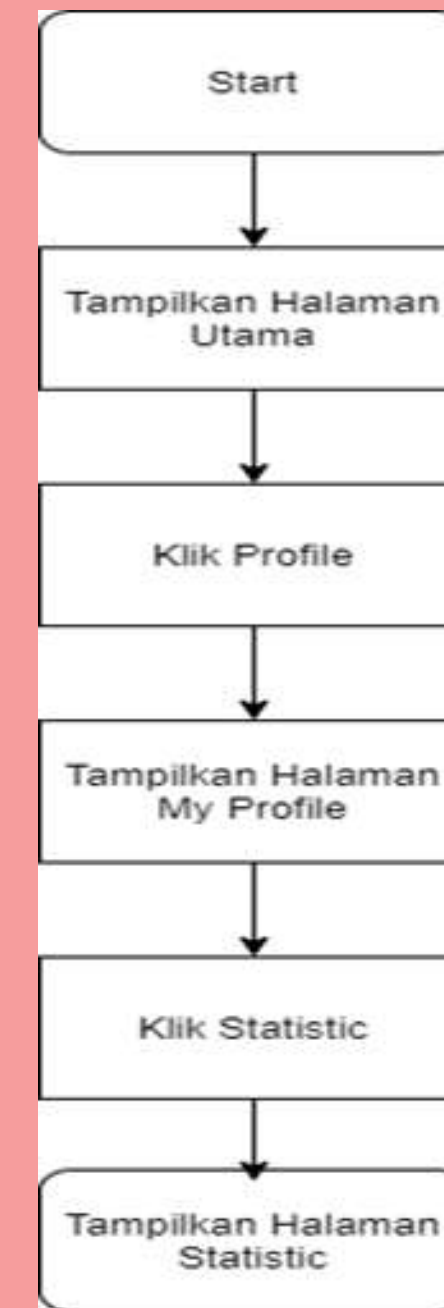 Start
Tampilkan Halaman
Utama
Klik Profile
Tampilkan Halaman
My Profile
Klik Statistic
Tampilkan Halaman
Statistic